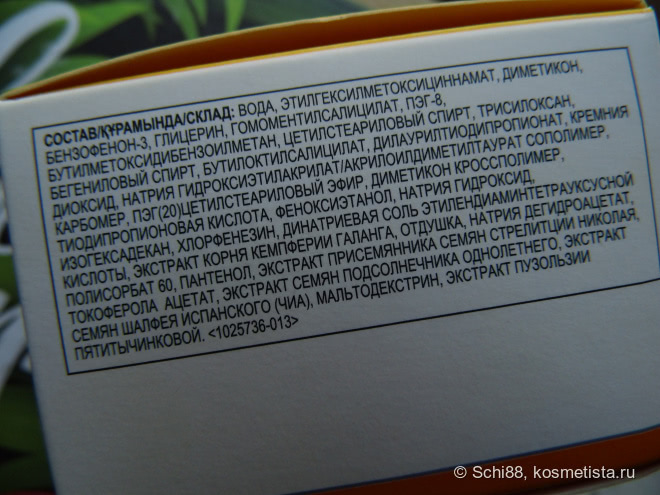 СОСТАВ/ҚҰРАМЫНДА/СКЛАД: ВОДА, ЭТИЛГЕКСИЛМЕТОКСИЦИННАМАТ, ДИМЕТИКОН,
БЕНЗОФЕНОН-3, ГЛИЦЕРИН, ГОМОМЕНТИЛСАЛИЦИЛАТ, ПЭГ-8,
БУТИЛМЕТОКСИДИБЕНЗОИЛМЕТАН, ЦЕТИЛСТЕАРИЛОВЫЙ СПИРТ, ТРИСИЛОКСАН,
БЕГЕНИЛОВЫЙ СПИРТ, БУТИЛОКТИЛСАЛИЦИЛАТ, ДИЛАУРИЛТИОДИПРОПИОНАТ, КРЕМНИЯ
ДИОКСИД, НАТРИЯ ГИДРОКСИЭТИЛАКРИЛАТ/АКРИЛОИЛДИМЕТИЛТАУРАТ СОПОЛИМЕР,
КАРБОМЕР, ПЭГ(20)ЦЕТИЛСТЕАРИЛОВЫЙ ЭФИР, ДИМЕТИКОН КРОССПОЛИМЕР,
ТИОДИПРОПИОНОВАЯ КИСЛОТА, ФЕНОКСИЭТАНОЛ, НАТРИЯ ГИДРОКСИД,
ИЗОГЕКСАДЕКАН, ХЛОРФЕНЕЗИН, ДИНАТРИЕВАЯ СОЛЬ ЭТИЛЕНДИАМИНТЕТРАУКСУСНОЙ
КИСЛОТЫ, ЭКСТРАКТ КОРНЯ КЕМПФЕРИИ ГАЛАНГА, ОТДУШКА, НАТРИЯ ДЕГИДРОАЦЕТАТ,
ПОЛИСОРБАТ 60, ПАНТЕНОЛ, ЭКСТРАКТ ПРИСЕМЯННИКА СЕМЯН СТРЕЛИТЦИИ НИКОЛАЯ,
ТОКОФЕРОЛА АЦЕТАТ, ЭКСТРАКТ СЕМЯН ПОДСОЛНЕЧНИКА ОДНОЛЕТНЕГО, ЭКСТРАКТ
СЕМЯН ШАЛФЕЯ ИСПАНСКОГО (ЧИА), МАЛЬТОДЕКСТРИН, ЭКСТРАКТ ПУЗОЛЬЗИИ
ПЯТИТЫЧИНКОВОЙ. <1025736-013>
© Schi88, kosmetista.ru